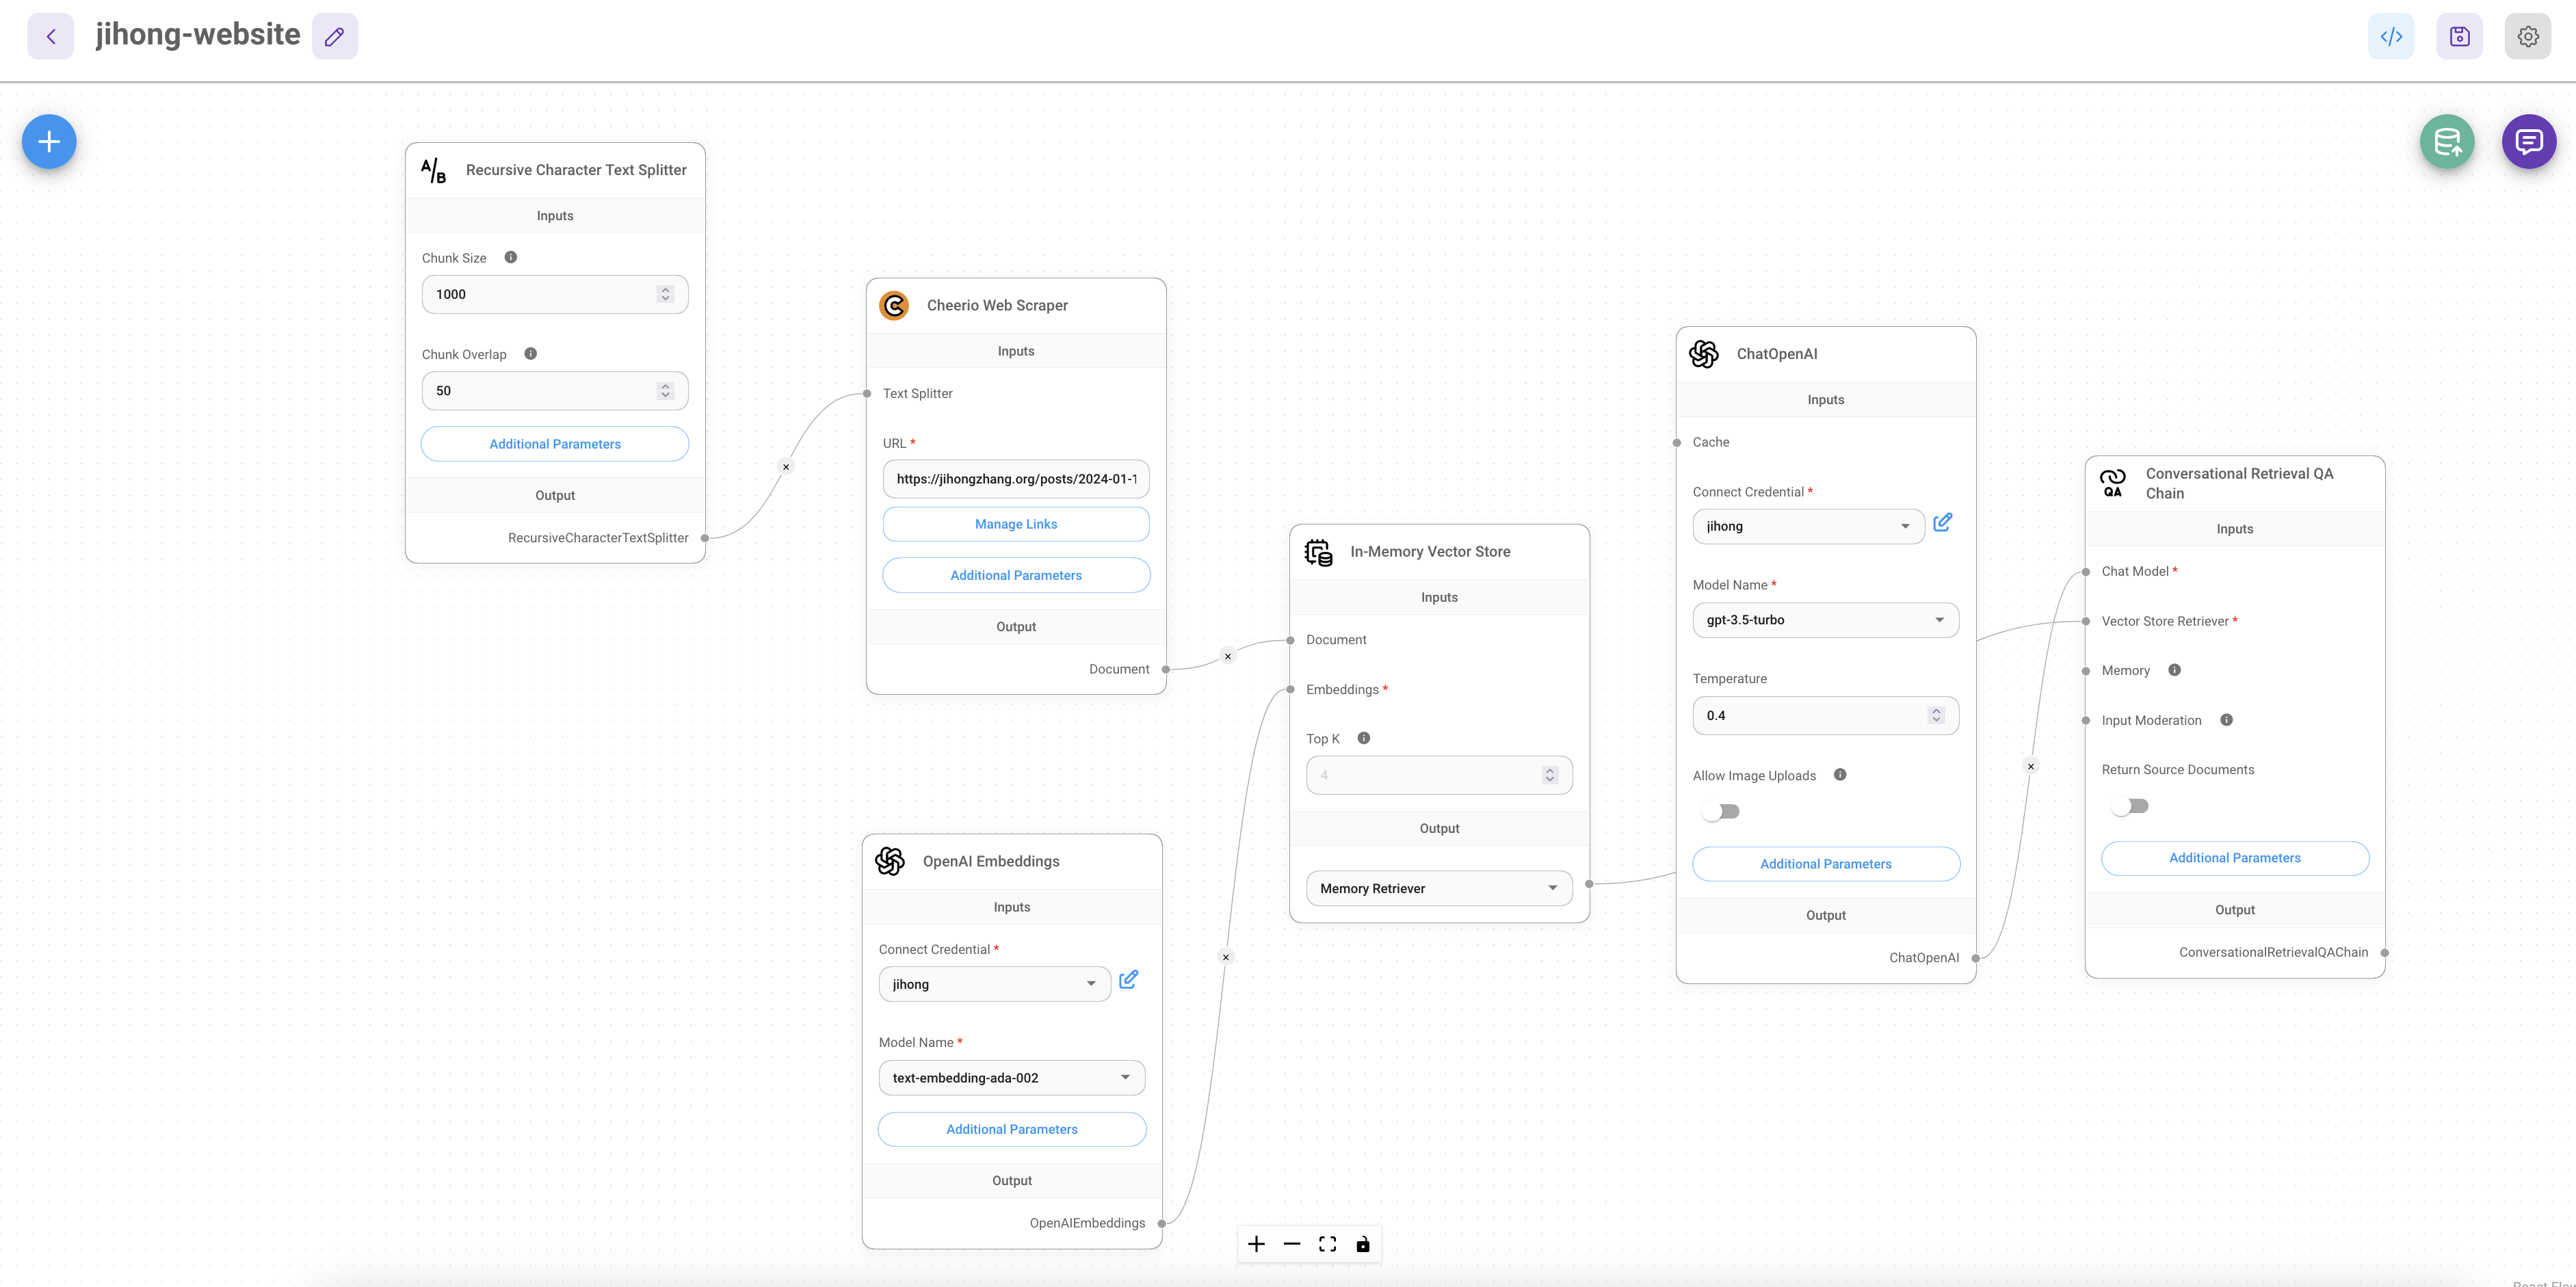 jihong-website
A/B
Recursive Character Text Splitter
Inputs
Chunk Size
1000
Chunk Overlap
50
Additional Parameters
Output
RecursiveCharacterTextSplitter
Cheerio Web Scraper
Inputs
Text Splitter
URL *
https://jihongzhang.org/posts/2024-01-1
Manage Links
Additional Parameters
Output
Document
OpenAI Embeddings
Inputs
Connect Credential *
jihong
Model Name *
text-embedding-ada-002
Additional Parameters
Output
OpenAIEmbeddings
In-Memory Vector Store
Inputs
Document
Embeddings *
Top K
4
Output
Memory Retriever
ChatOpenAI
Inputs
Cache
Connect Credential *
jihong
Model Name *
gpt-3.5-turbo
Temperature
0.4
Allow Image Uploads
Additional Parameters
Output
ChatOpenAI
QA
Conversational Retrieval QA
Chain
Inputs
Chat Model *
Vector Store Retriever *
Memory
Input Moderation
Return Source Documents
Additional Parameters
Output
ConversationalRetrievalQAChain